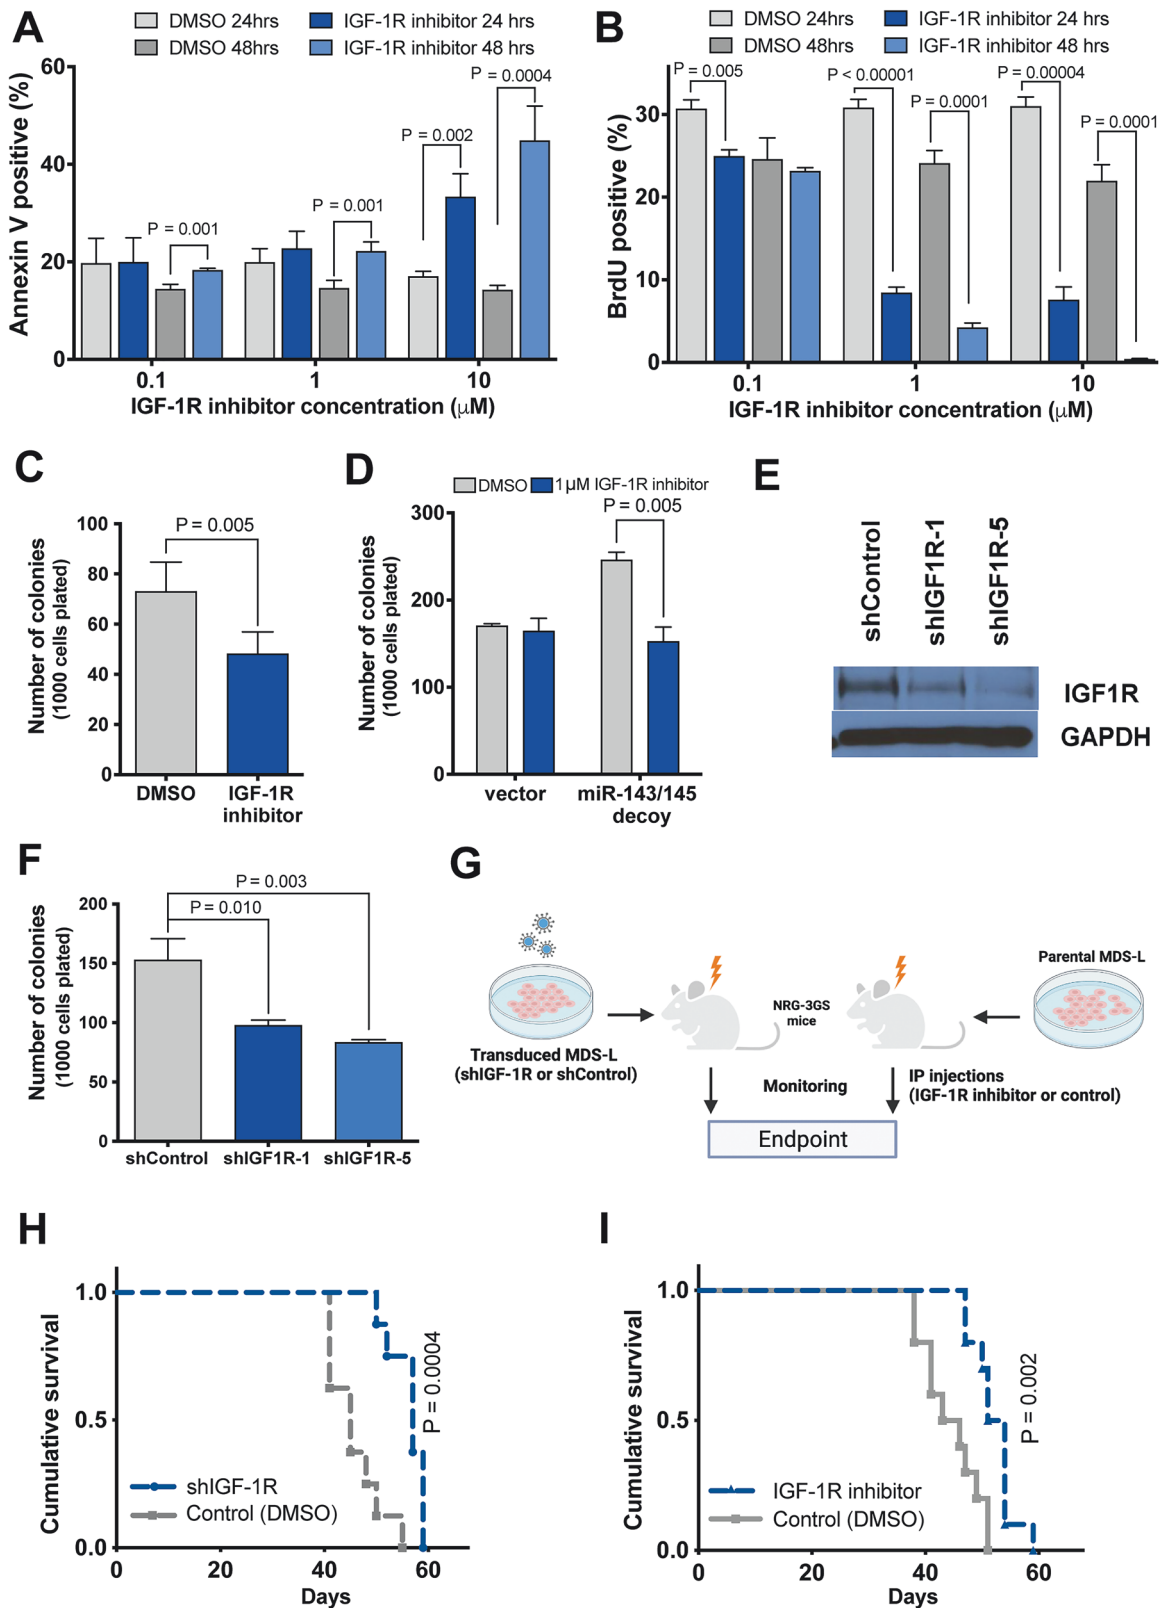 A
DMSO 24hrs
IGF-1R inhibitor 24 hrs
DMSO 48hrs
IGF-1R inhibitor 48 hrs
Annexin V positive (%)
60
40
20
0
P = 0.001
P = 0.001
P = 0.002
P = 0.0004
0.1
1
10
IGF-1R inhibitor concentration (μM)
B
DMSO 24hrs
IGF-1R inhibitor 24 hrs
DMSO 48hrs
IGF-1R inhibitor 48 hrs
BrdU positive (%)
30
20
10
0
P = 0.005
P < 0.00001
P = 0.0001
P = 0.00004
P = 0.0001
0.1
1
10
IGF-1R inhibitor concentration (μM)
C
Number of colonies
(1000 cells plated)
100
80
60
40
20
0
P = 0.005
DMSO
IGF-1R
inhibitor
D
DMSO
1 μM IGF-1R inhibitor
Number of colonies
(1000 cells plated)
300
200
100
0
P = 0.005
vector
miR-143/145
decoy
E
shControl
shIGF1R-1
shIGF1R-5
IGF1R
GAPDH
F
Number of colonies
(1000 cells plated)
200
150
100
50
0
P = 0.003
P = 0.010
shControl
shIGF1R-1
shIGF1R-5
G
Transduced MDS-L
(shIGF-1R or shControl)
NRG-3GS
mice
Parental MDS-L
Monitoring
IP injections
(IGF-1R inhibitor or control)
Endpoint
H
Cumulative survival
1.0
0.5
0.0
P = 0.0004
shIGF-1R
Control (DMSO)
0
20
40
60
Days
I
Cumulative survival
1.0
0.5
0.0
P = 0.002
IGF-1R inhibitor
Control (DMSO)
0
20
40
60
Days